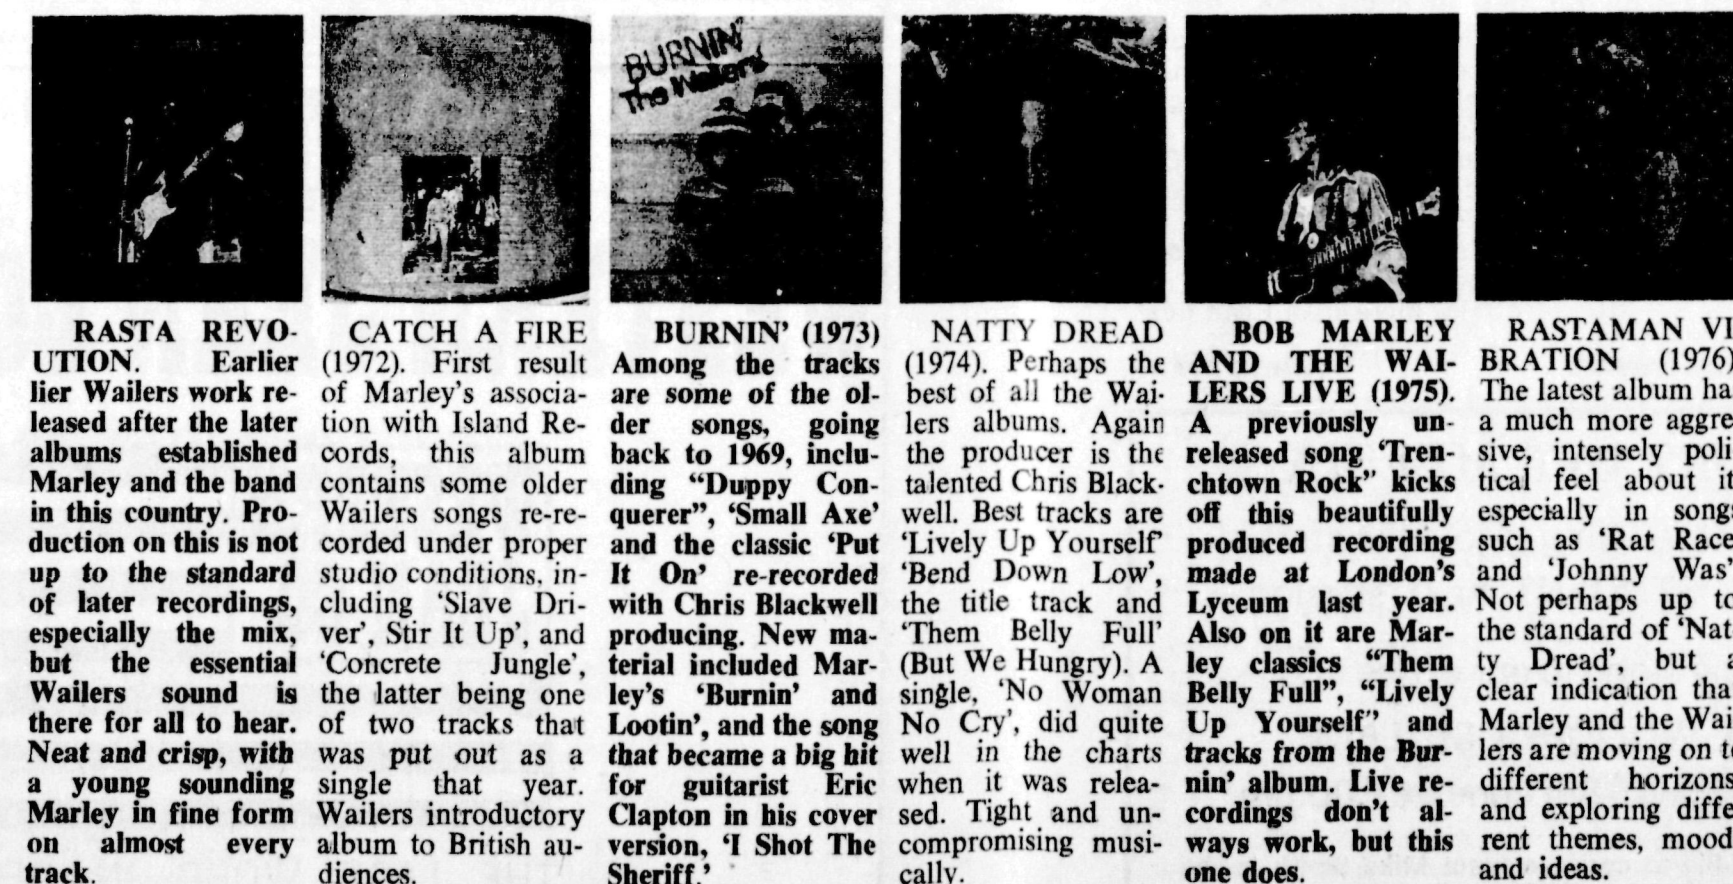 BURNIN'
The Wailers
RASTA REVO-
UTION. Earlier
lier Wailers work re-
leased after the later
albums established
Marley and the band
in this country. Pro-
duction on this is not
up to the standard
of later recordings,
especially the mix,
but the essential
Wailers sound is
there for all to hear.
Neat and crisp, with
a young sounding
Marley in fine form
on almost every
track.
CATCH A FIRE
(1972). First result
of Marley's associa-
tion with Island Re-
cords, this album
contains some older
Wailers songs re-re-
corded under proper
studio conditions, in-
cluding 'Slave Dri-
ver', Stir It Up', and
'Concrete Jungle',
the latter being one
of two tracks that
was put out as a
single that year.
Wailers introductory
album to British au-
diences.
BURNIN' (1973)
Among the tracks
are some of the ol-
der songs, going
back to 1969, inclu-
ding "Duppy Con-
querer", 'Small Axe'
and the classic 'Put
It On' re-recorded
with Chris Blackwell
producing. New ma-
terial included Mar-
ley's 'Burnin' and
Lootin', and the song
that became a big hit
for guitarist Eric
Clapton in his cover
version, 'I Shot The
Sheriff.'
NATTY DREAD
(1974). Perhaps the
best of all the Wai-
lers albums. Again
the producer is the
talented Chris Black-
well. Best tracks are
'Lively Up Yourself'
'Bend Down Low',
the title track and
'Them Belly Full'
(But We Hungry). A
single, 'No Woman
No Cry', did quite
well in the charts
when it was relea-
sed. Tight and un-
compromising musi-
cally.
BOB MARLEY
AND THE WAI-
LERS LIVE (1975).
A previously un-
released song 'Tren-
chtown Rock" kicks
off this beautifully
produced recording
made at London's
Lyceum last year.
Also on it are Mar-
ley classics "Them
Belly Full", "Lively
Up Yourself" and
tracks from the Bur-
nin' album. Live re-
cordings don't al-
ways work, but this
one does.
RASTAMAN VI
BRATION (1976)
The latest album ha
a much more aggre
sive, intensely poli
tical feel about it
especially in songs
such as 'Rat Race
and 'Johnny Was'
Not perhaps up to
the standard of 'Nat
ty Dread', but a
clear indication tha
Marley and the Wai
lers are moving on to
different horizons
and exploring diffe
rent themes, mood
and ideas.